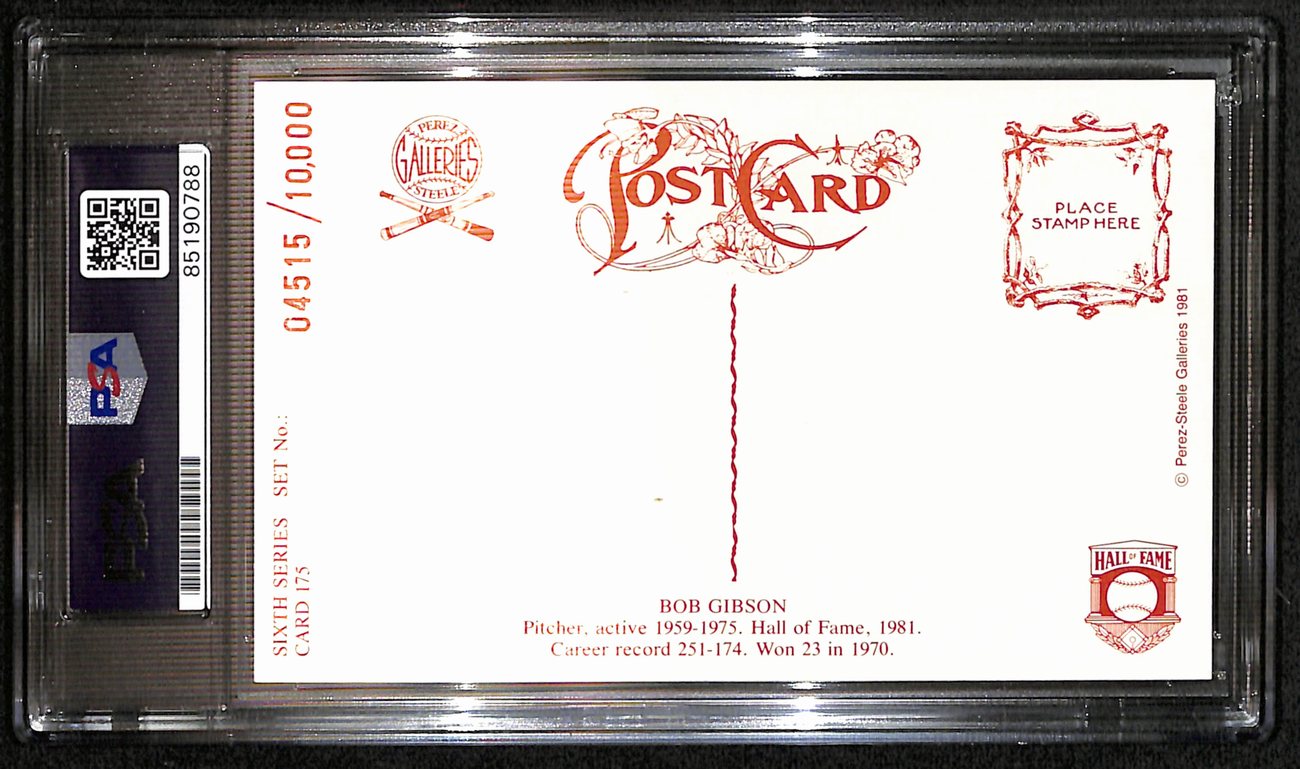 85190788
PSA
PSA
04515/10,000
SIXTH SERIES SET No.:
CARD 175
PEREZ
GALLERIES
STEELE
POSTCARD
PLACE
STAMP HERE
© Perez-Steele Galleries 1981
HALL OF FAME
BOB GIBSON
Pitcher, active 1959-1975. Hall of Fame, 1981.
Career record 251-174. Won 23 in 1970.